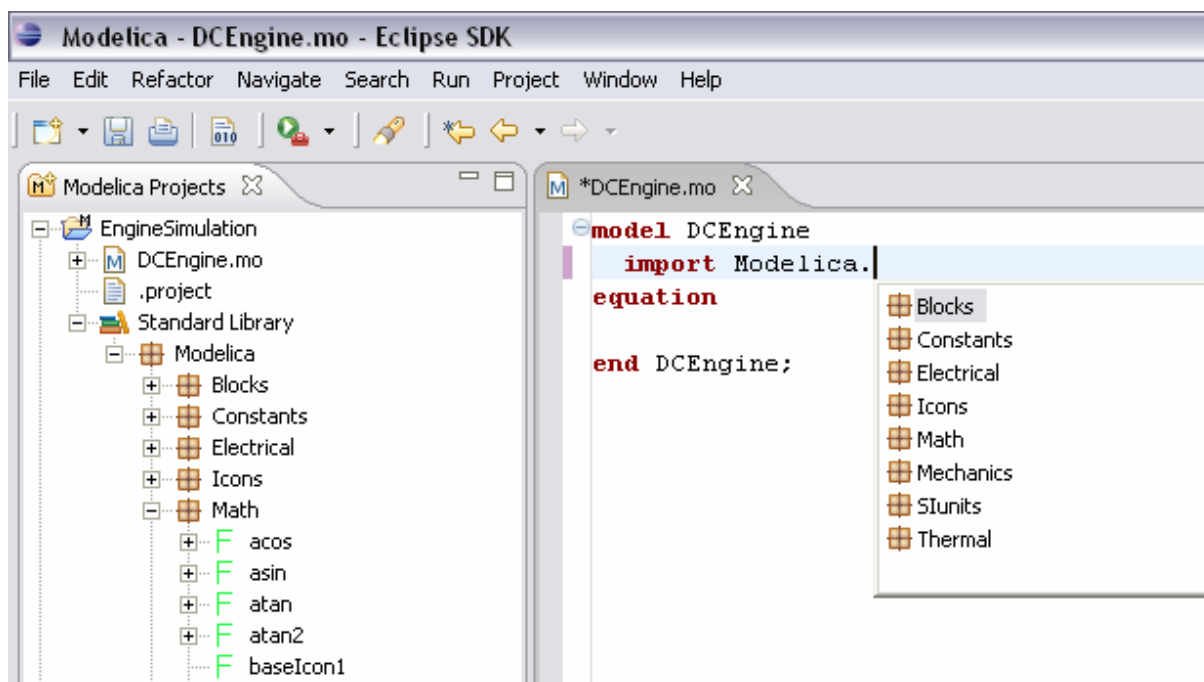 Modelica - DCEngine.mo - Eclipse SDK
File Edit Refactor Navigate Search Run Project Window Help
010
Modelica Projects
EngineSimulation
DCEngine.mo
.project
Standard Library
Modelica
Blocks
Constants
Electrical
Icons
Math
acos
asin
atan
atan2
baseIcon1
*DCEngine.mo
model DCEngine
import Modelica.
equation
end DCEngine;
Blocks
Constants
Electrical
Icons
Math
Mechanics
SIunits
Thermal